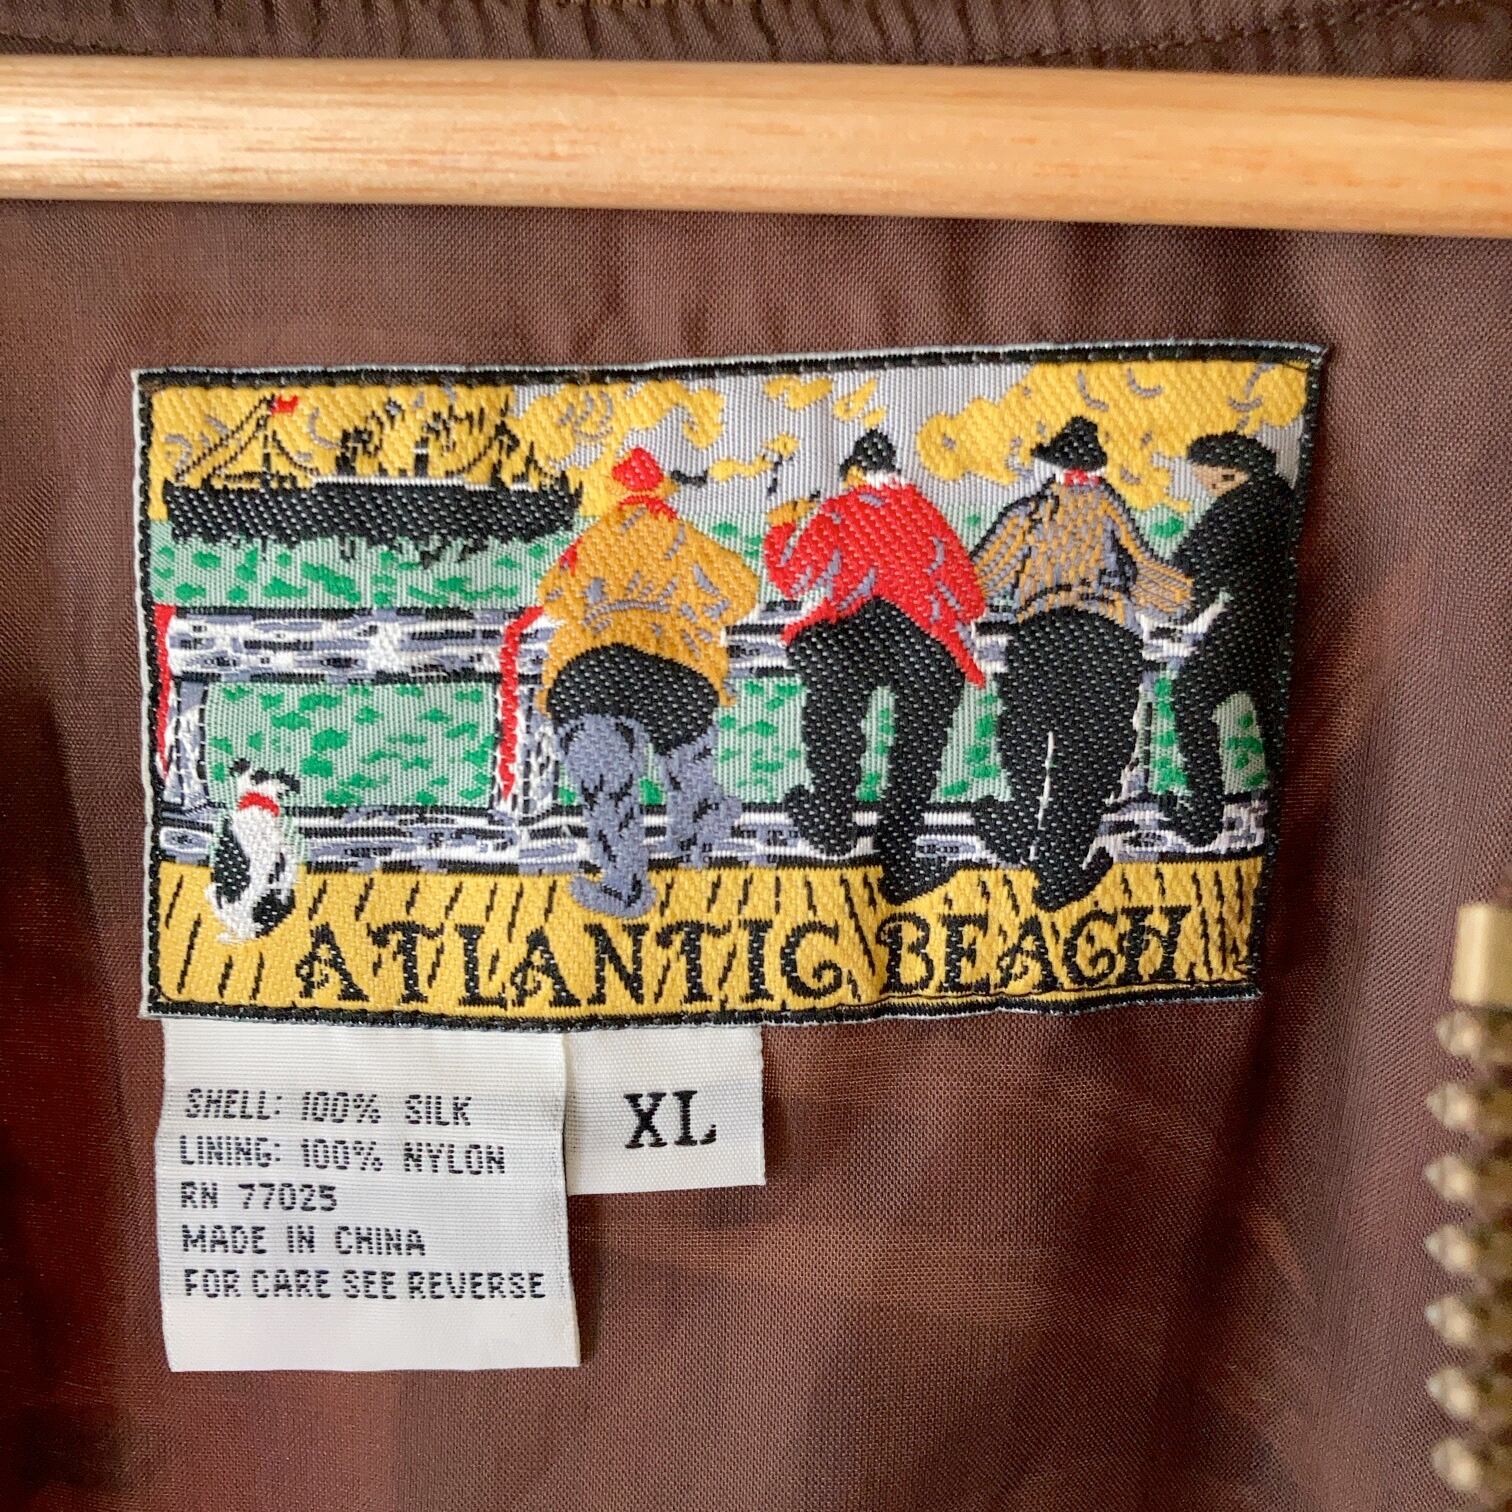 ATLANTIC BEACH
SHELL: 100% SILK
LINING: 100% NYLON
RN 77025
MADE IN CHINA
FOR CARE SEE REVERSE
XL